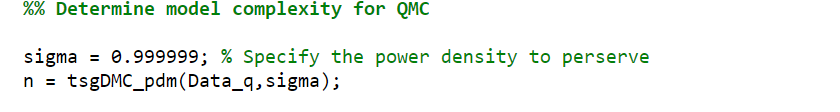 %% Determine model complexity for QMC
sigma = 0.999999; % Specify the power density to perserve
n = tsgDMC_pdm(Data_q,sigma);